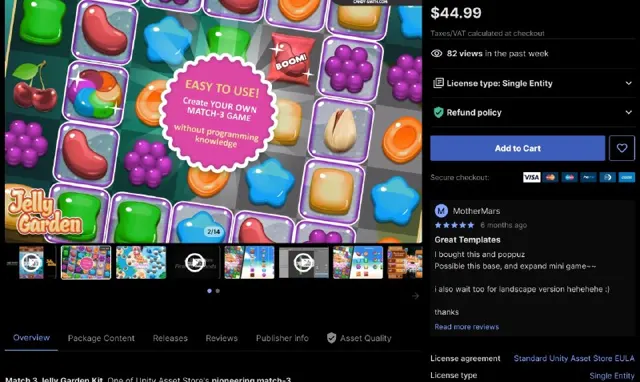 CANDY-SMITH.COM
BOOM!
EASY TO USE!
Create YOUR OWN
MATCH-3 GAME
without programming
knowledge
Jelly
Garden
2/14
$44.99
Taxes/VAT calculated at checkout
82 views in the past week
License type: Single Entity
Refund policy
Add to Cart
Secure checkout:
VISA
M MotherMars
6 months ago
Great Templates
I bought this and poppuz
Possible this base, and expand mini game~~
i also wait too for landscape version hehehehe :)
thanks
Read more reviews
Overview Package Content Releases Reviews Publisher info Asset Quality
License agreement Standard Unity Asset Store EULA
License type Single Entity
Match 3 Jelly Garden Kit. One of Unity Asset Store's pioneering match-3